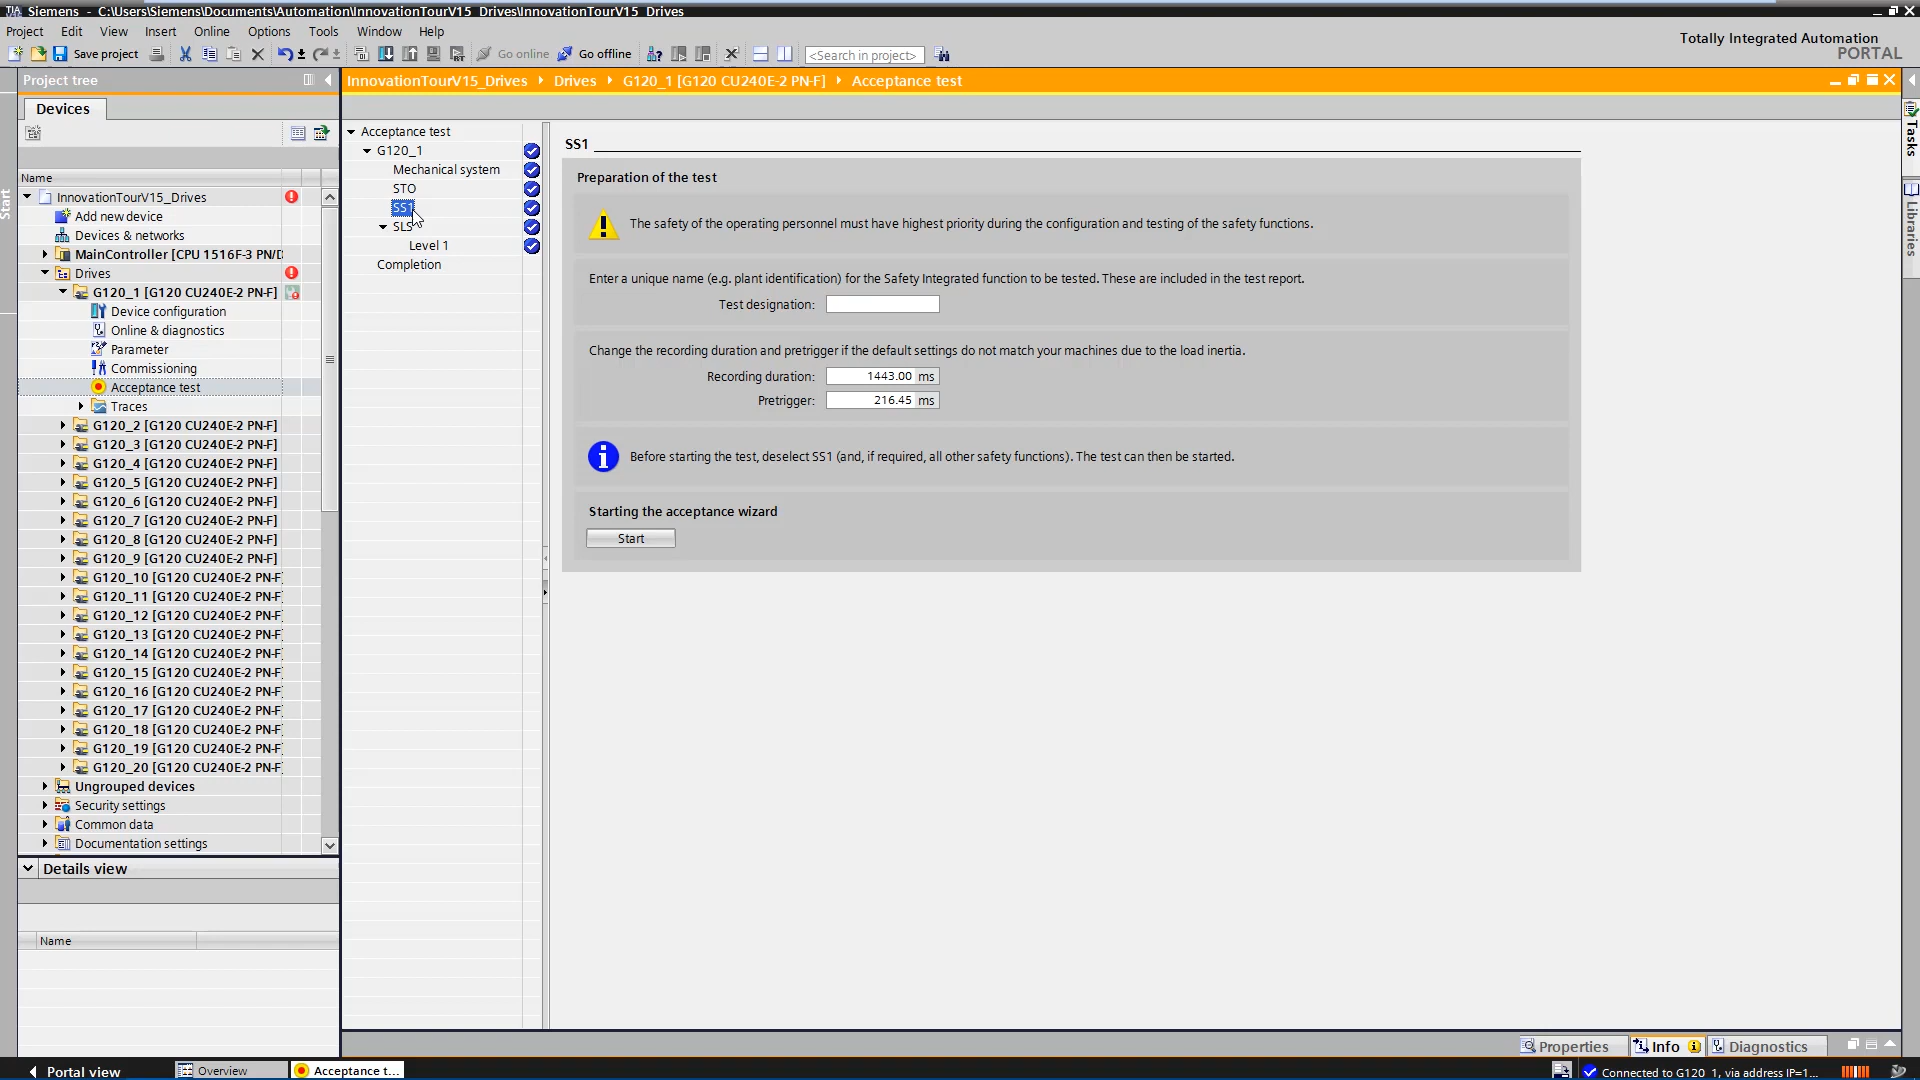 Siemens - C:\Users\Siemens\Documents\Automation\InnovationTourV15_Drives\InnovationTourV15_Drives
Project Edit View Insert Online Options Tools Window Help
Totally Integrated Automation
PORTAL
Save project
Go online
Go offline
<Search in project>
Project tree
InnovationTourV15_Drives
Drives
G120_1 [G120 CU240E-2 PN-F]
Acceptance test
Devices
Name
InnovationTourV15_Drives
Add new device
Devices & networks
MainController [CPU 1516F-3 PN/D
Drives
G120_1 [G120 CU240E-2 PN-F]
Device configuration
Online & diagnostics
Parameter
Commissioning
Acceptance test
Traces
G120_2 [G120 CU240E-2 PN-F]
G120_3 [G120 CU240E-2 PN-F]
G120_4 [G120 CU240E-2 PN-F]
G120_5 [G120 CU240E-2 PN-F]
G120_6 [G120 CU240E-2 PN-F]
G120_7 [G120 CU240E-2 PN-F]
G120_8 [G120 CU240E-2 PN-F]
G120_9 [G120 CU240E-2 PN-F]
G120_10 [G120 CU240E-2 PN-F]
G120_11 [G120 CU240E-2 PN-F]
G120_12 [G120 CU240E-2 PN-F]
G120_13 [G120 CU240E-2 PN-F]
G120_14 [G120 CU240E-2 PN-F]
G120_15 [G120 CU240E-2 PN-F]
G120_16 [G120 CU240E-2 PN-F]
G120_17 [G120 CU240E-2 PN-F]
G120_18 [G120 CU240E-2 PN-F]
G120_19 [G120 CU240E-2 PN-F]
G120_20 [G120 CU240E-2 PN-F]
Ungrouped devices
Security settings
Common data
Documentation settings
Details view
Name
Acceptance test
G120_1
Mechanical system
STO
SS1
SLS
Level 1
Completion
SS1
Preparation of the test
The safety of the operating personnel must have highest priority during the configuration and testing of the safety functions.
Enter a unique name (e.g. plant identification) for the Safety Integrated function to be tested. These are included in the test report.
Test designation:
Change the recording duration and pretrigger if the default settings do not match your machines due to the load inertia.
Recording duration: 1443.00 ms
Pretrigger: 216.45 ms
Before starting the test, deselect SS1 (and, if required, all other safety functions). The test can then be started.
Starting the acceptance wizard
Start
Start
Tasks
Libraries
Properties
Info
Diagnostics
Portal view
Overview
Acceptance t...
Connected to G120_1, via address IP=1...